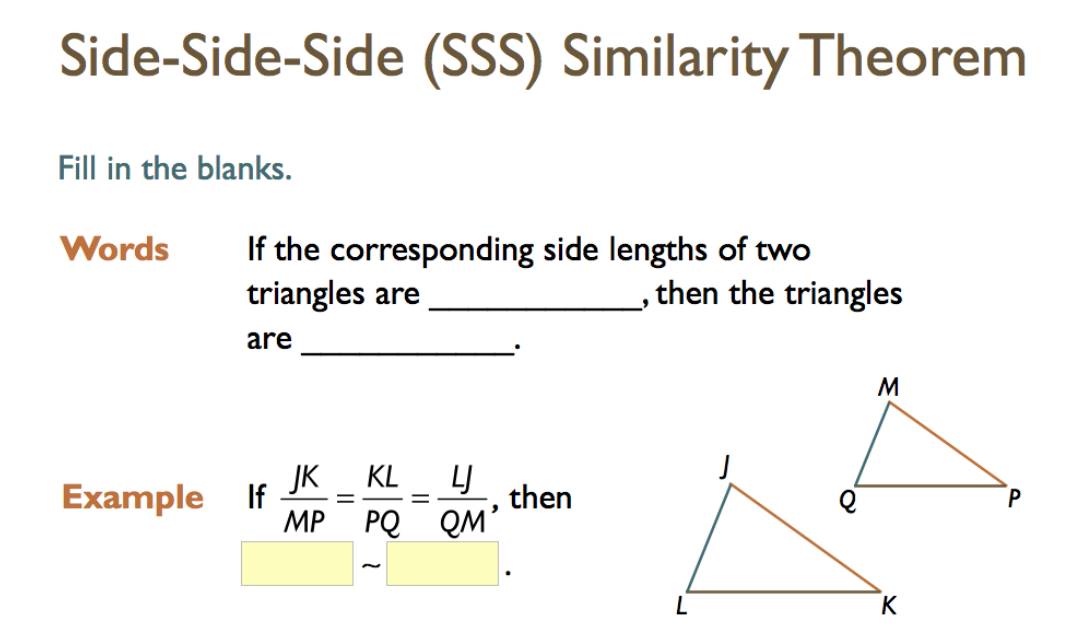 Side-Side-Side (SSS) Similarity Theorem
Fill in the blanks.
Words If the corresponding side lengths of two
triangles are ____________, then the triangles
are ____________.
Example If JK/MP = KL/PQ = LJ/QM, then
~ .
M
Q
P
J
L
K